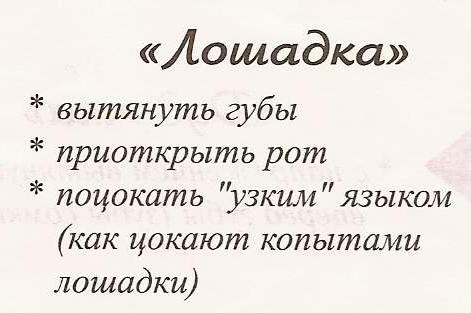 «Лошадка»
* вытянуть губы
* приоткрыть рот
* поцокать "узким" языком
(как цокают копытами
лошадки)